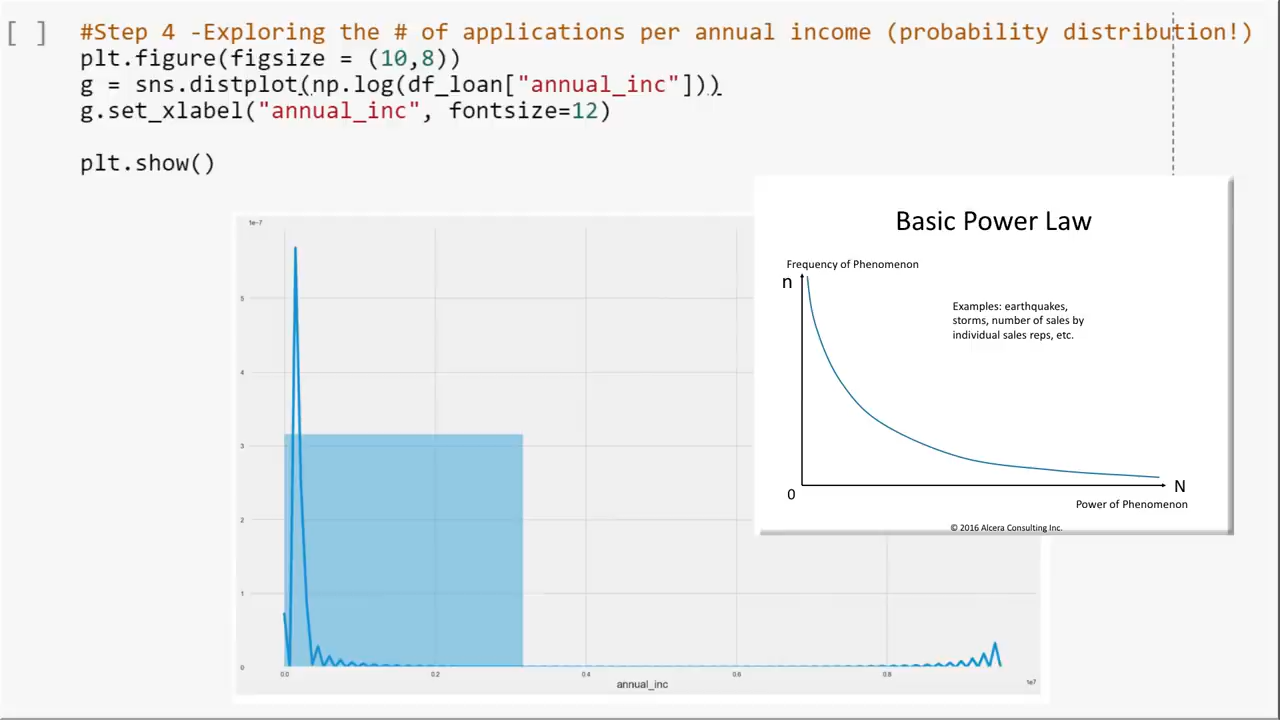 [ ]
#Step 4 -Exploring the # of applications per annual income (probability distribution!)
plt.figure(figsize = (10,8))
g = sns.distplot(np.log(df_loan["annual_inc"]))
g.set_xlabel("annual_inc", fontsize=12)
plt.show()
1e-7
5
4
3
2
1
0
0.0 0.2 0.4 0.6 0.8
1e7
annual_inc
Basic Power Law
Frequency of Phenomenon
n
Examples: earthquakes,
storms, number of sales by
individual sales reps, etc.
0
N
Power of Phenomenon
© 2016 Alcera Consulting Inc.